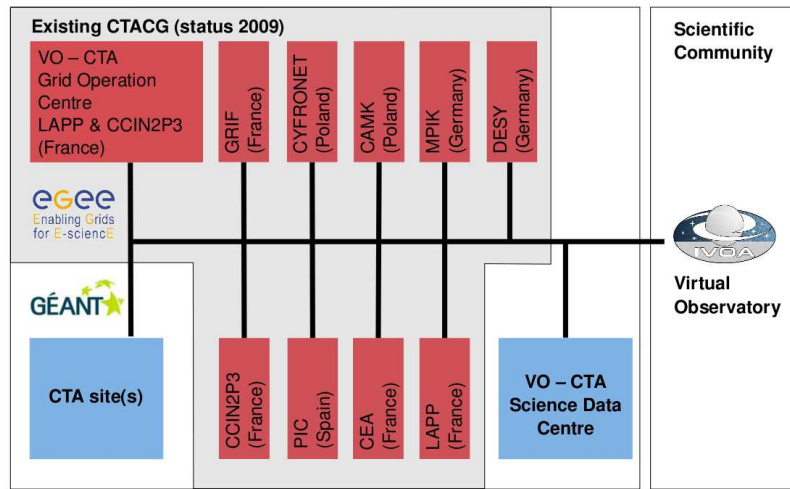 Existing CTACG (status 2009)
VO – CTA
Grid Operation
Centre
LAPP & CCIN2P3
(France)
GRIF
(France)
CYFRONET
(Poland)
CAMK
(Poland)
MPIK
(Germany)
DESY
(Germany)
Scientific
Community
eGee
Enabling Grids
for E-sciencE
IVOA
Virtual
Observatory
GÉANT
CTA site(s)
CCIN2P3
(France)
PIC
(Spain)
CEA
(France)
LAPP
(France)
VO – CTA
Science Data
Centre